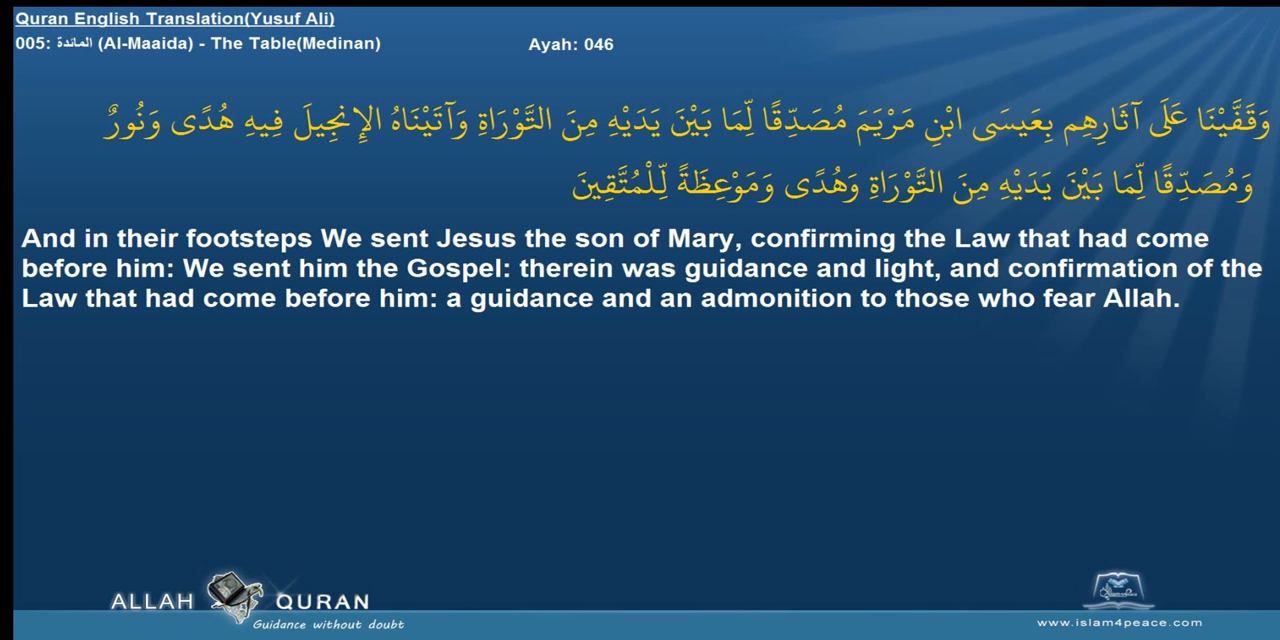 Quran English Translation(Yusuf Ali)
005: المائدة (Al-Maaida) - The Table(Medinan) Ayah: 046
وَقَفَّيْنَا عَلَى آثَارِهِم بِعَيسَى ابْنِ مَرْيَمَ مُصَدِّقًا لِّمَا بَيْنَ يَدَيْهِ مِنَ التَّوْرَاةِ وَآتَيْنَاهُ الإِنجِيلَ فِيهِ هُدًى وَنُورٌ
وَمُصَدِّقًا لِّمَا بَيْنَ يَدَيْهِ مِنَ التَّوْرَاةِ وَهُدًى وَمَوْعِظَةً لِّلْمُتَّقِينَ
And in their footsteps We sent Jesus the son of Mary, confirming the Law that had come
before him: We sent him the Gospel: therein was guidance and light, and confirmation of the
Law that had come before him: a guidance and an admonition to those who fear Allah.
ALLAH QURAN
Guidance without doubt
www.islam4peace.com